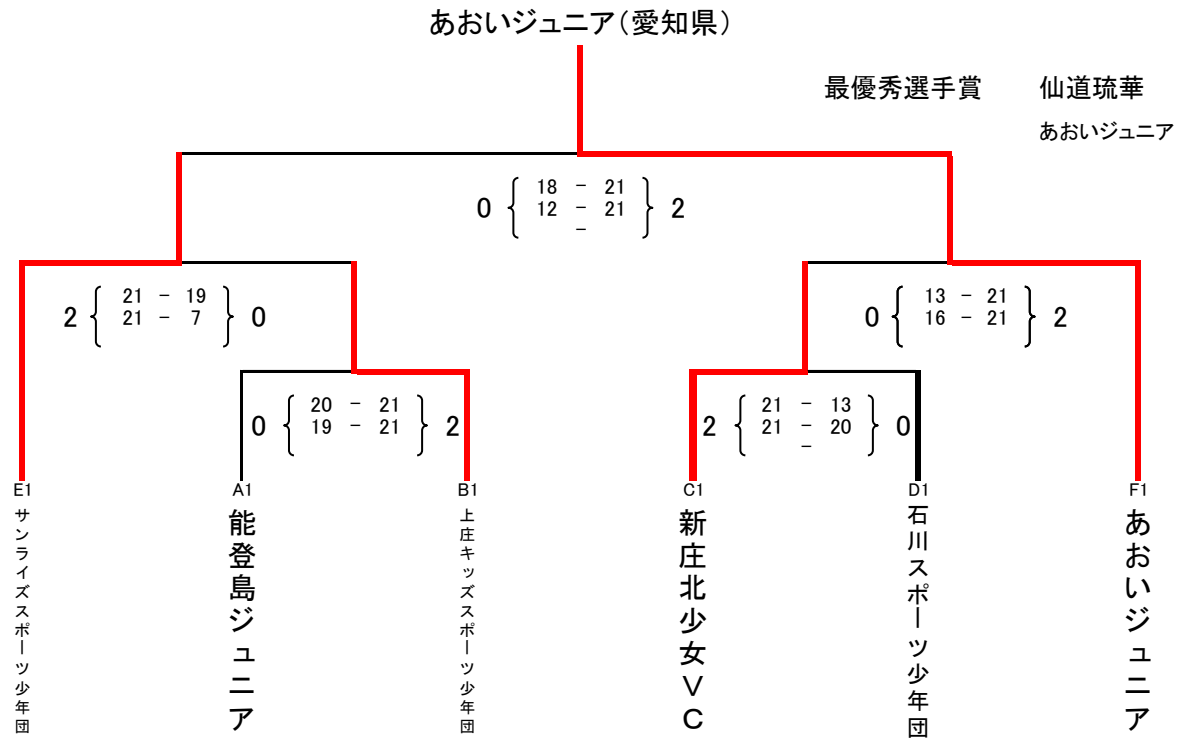 あおいジュニア(愛知県)
最優秀選手賞 仙道琉華
あおいジュニア
0 { 18 - 21 } 2
12 - 21
-
2 { 21 - 19 } 0
21 - 7
0 { 13 - 21 } 2
16 - 21
0 { 20 - 21 } 2
19 - 21
2 { 21 - 13 } 0
21 - 20
-
E1
A1
B1
C1
D1
F1
サンライズスポーツ少年団
能登島ジュニア
上庄キッズスポーツ少年団
新庄北少女VC
石川スポーツ少年団
あおいジュニア